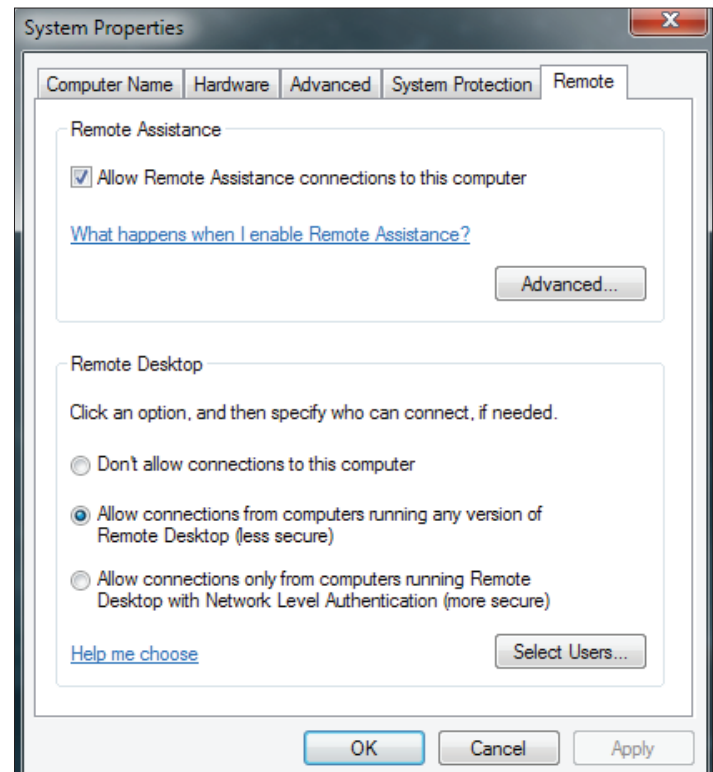 System Properties
Computer Name Hardware Advanced System Protection Remote
Remote Assistance
Allow Remote Assistance connections to this computer
What happens when I enable Remote Assistance?
Advanced...
Remote Desktop
Click an option, and then specify who can connect, if needed.
Don't allow connections to this computer
Allow connections from computers running any version of
Remote Desktop (less secure)
Allow connections only from computers running Remote
Desktop with Network Level Authentication (more secure)
Help me choose Select Users...
OK Cancel Apply